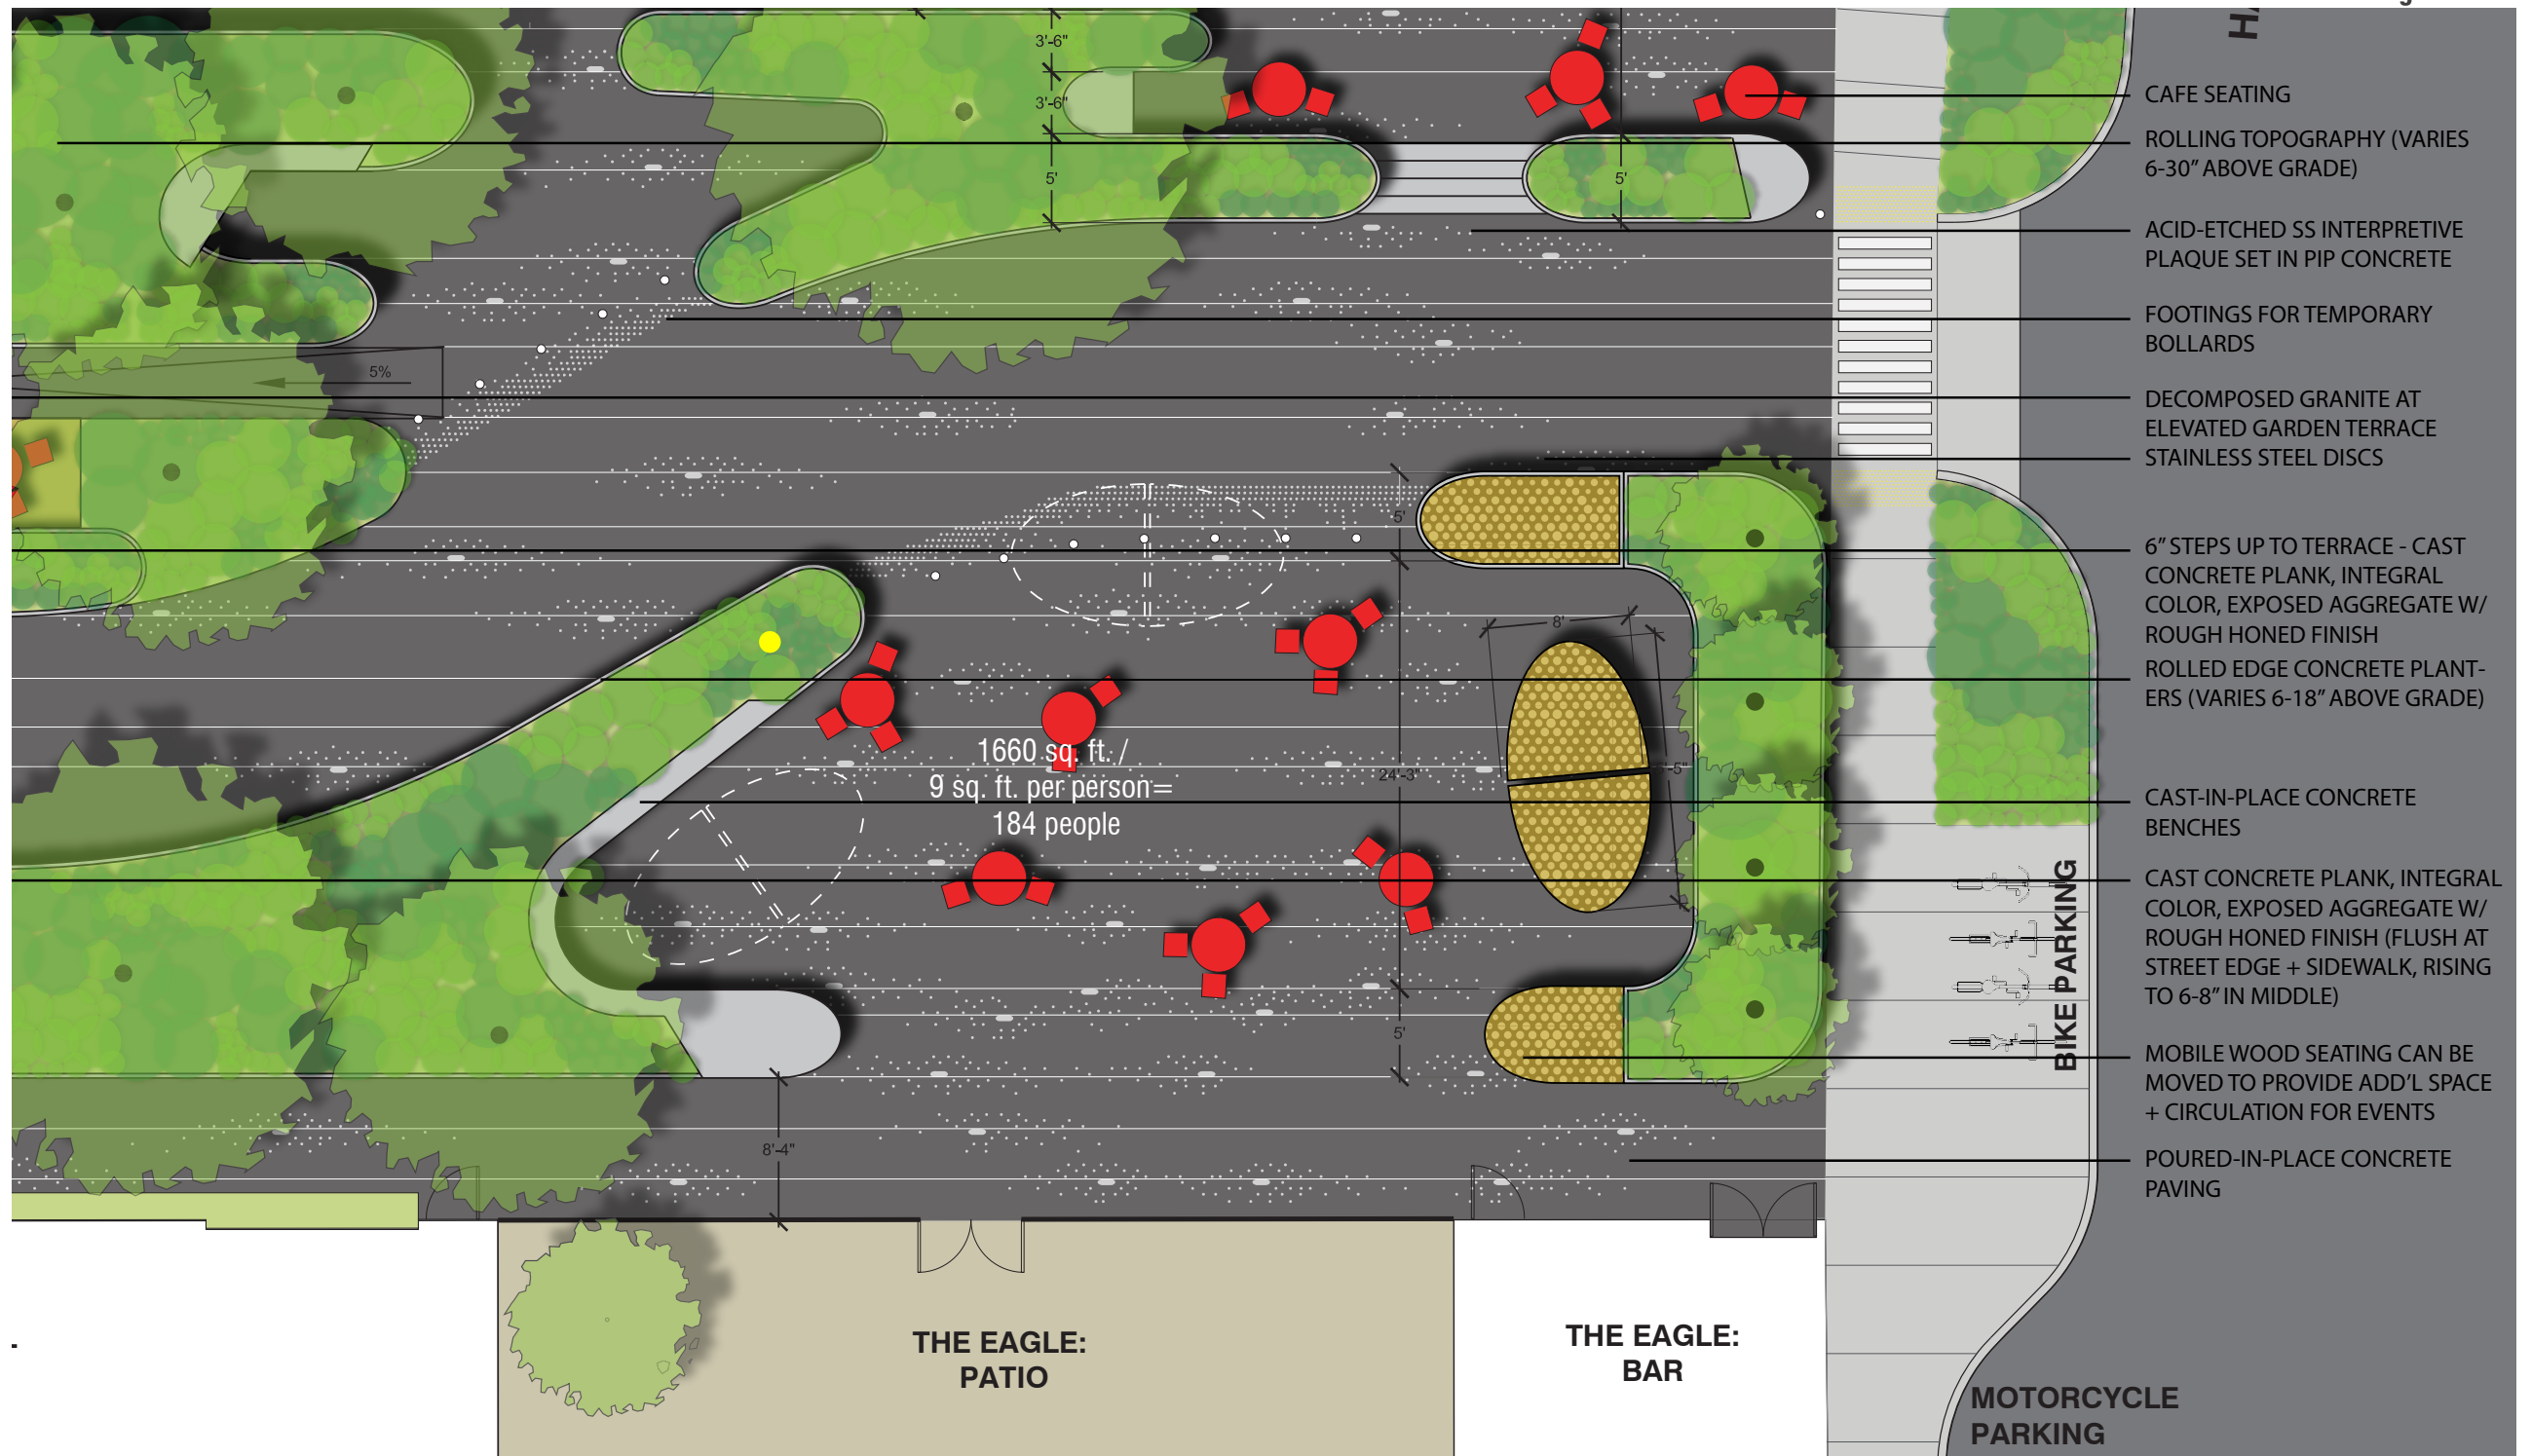 3'-6"
3'-6"
5'
5'
5%
5'
8'
24'-3"
5'
8'-4"
1660 sq. ft. /
9 sq. ft. per person=
184 people
CAFE SEATING
ROLLING TOPOGRAPHY (VARIES
6-30” ABOVE GRADE)
ACID-ETCHED SS INTERPRETIVE
PLAQUE SET IN PIP CONCRETE
FOOTINGS FOR TEMPORARY
BOLLARDS
DECOMPOSED GRANITE AT
ELEVATED GARDEN TERRACE
STAINLESS STEEL DISCS
6” STEPS UP TO TERRACE - CAST
CONCRETE PLANK, INTEGRAL
COLOR, EXPOSED AGGREGATE W/
ROUGH HONED FINISH
ROLLED EDGE CONCRETE PLANT-
ERS (VARIES 6-18” ABOVE GRADE)
CAST-IN-PLACE CONCRETE
BENCHES
CAST CONCRETE PLANK, INTEGRAL
COLOR, EXPOSED AGGREGATE W/
ROUGH HONED FINISH (FLUSH AT
STREET EDGE + SIDEWALK, RISING
TO 6-8” IN MIDDLE)
MOBILE WOOD SEATING CAN BE
MOVED TO PROVIDE ADD’L SPACE
+ CIRCULATION FOR EVENTS
POURED-IN-PLACE CONCRETE
PAVING
BIKE PARKING
THE EAGLE:
PATIO
THE EAGLE:
BAR
MOTORCYCLE
PARKING